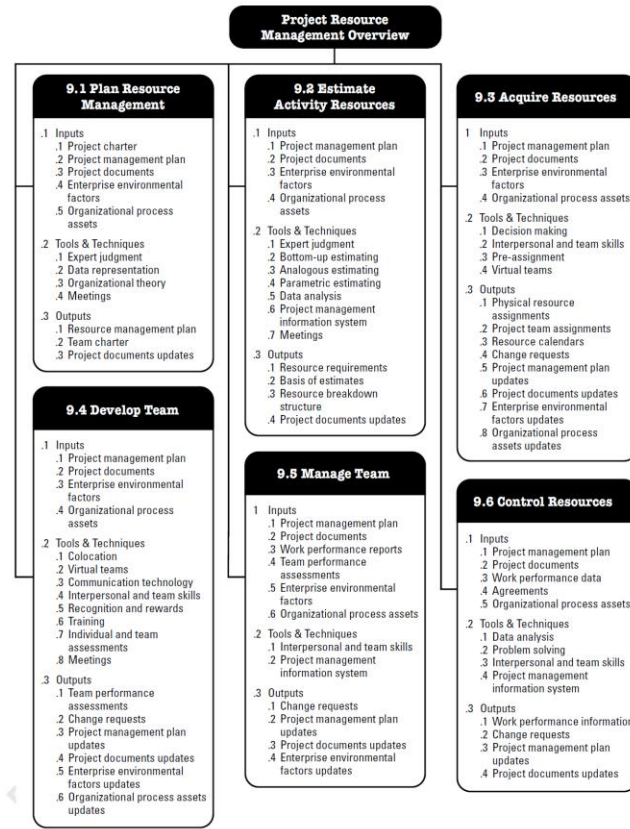 Project Resource
Management Overview
9.1 Plan Resource
Management
.1 Inputs
.1 Project charter
.2 Project management plan
.3 Project documents
.4 Enterprise environmental
factors
.5 Organizational process
assets
.2 Tools & Techniques
.1 Expert judgment
.2 Data representation
.3 Organizational theory
.4 Meetings
.3 Outputs
.1 Resource management plan
.2 Team charter
.3 Project documents updates
9.2 Estimate
Activity Resources
.1 Inputs
.1 Project management plan
.2 Project documents
.3 Enterprise environmental
factors
.4 Organizational process
assets
.2 Tools & Techniques
.1 Expert judgment
.2 Bottom-up estimating
.3 Analogous estimating
.4 Parametric estimating
.5 Data analysis
.6 Project management
information system
.7 Meetings
.3 Outputs
.1 Resource requirements
.2 Basis of estimates
.3 Resource breakdown
structure
.4 Project documents updates
9.3 Acquire Resources
1 Inputs
.1 Project management plan
.2 Project documents
.3 Enterprise environmental
factors
.4 Organizational process assets
.2 Tools & Techniques
.1 Decision making
.2 Interpersonal and team skills
.3 Pre-assignment
.4 Virtual teams
.3 Outputs
.1 Physical resource
assignments
.2 Project team assignments
.3 Resource calendars
.4 Change requests
.5 Project management plan
updates
.6 Project documents updates
.7 Enterprise environmental
factors updates
.8 Organizational process
assets updates
9.4 Develop Team
.1 Inputs
.1 Project management plan
.2 Project documents
.3 Enterprise environmental
factors
.4 Organizational process
assets
.2 Tools & Techniques
.1 Colocation
.2 Virtual teams
.3 Communication technology
.4 Interpersonal and team skills
.5 Recognition and rewards
.6 Training
.7 Individual and team
assessments
.8 Meetings
.3 Outputs
.1 Team performance
assessments
.2 Change requests
.3 Project management plan
updates
.4 Project documents updates
.5 Enterprise environmental
factors updates
.6 Organizational process assets
updates
9.5 Manage Team
1 Inputs
.1 Project management plan
.2 Project documents
.3 Work performance reports
.4 Team performance
assessments
.5 Enterprise environmental
factors
.6 Organizational process assets
.2 Tools & Techniques
.1 Interpersonal and team skills
.2 Project management
information system
.3 Outputs
.1 Change requests
.2 Project management plan
updates
.3 Project documents updates
.4 Enterprise environmental
factors updates
9.6 Control Resources
.1 Inputs
.1 Project management plan
.2 Project documents
.3 Work performance data
.4 Agreements
.5 Organizational process assets
.2 Tools & Techniques
.1 Data analysis
.2 Problem solving
.3 Interpersonal and team skills
.4 Project management
information system
.3 Outputs
.1 Work performance information
.2 Change requests
.3 Project management plan
updates
.4 Project documents updates